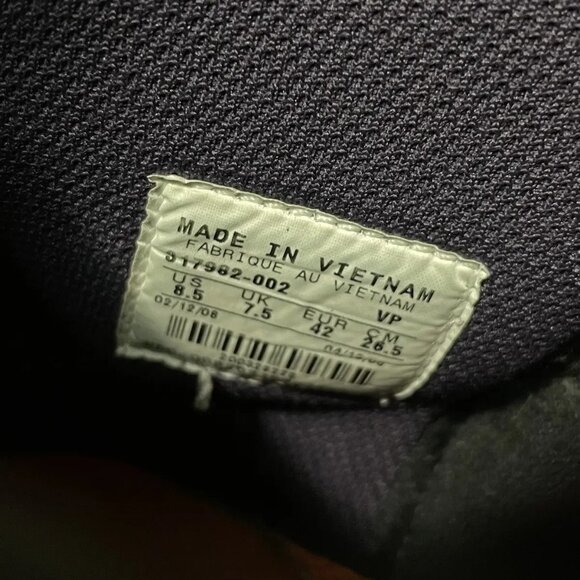 MADE IN VIETNAM
FABRIQUE AU VIETNAM
317982-002 VP
US UK EUR CM
8.5 7.5 42 26.5
02/12/08